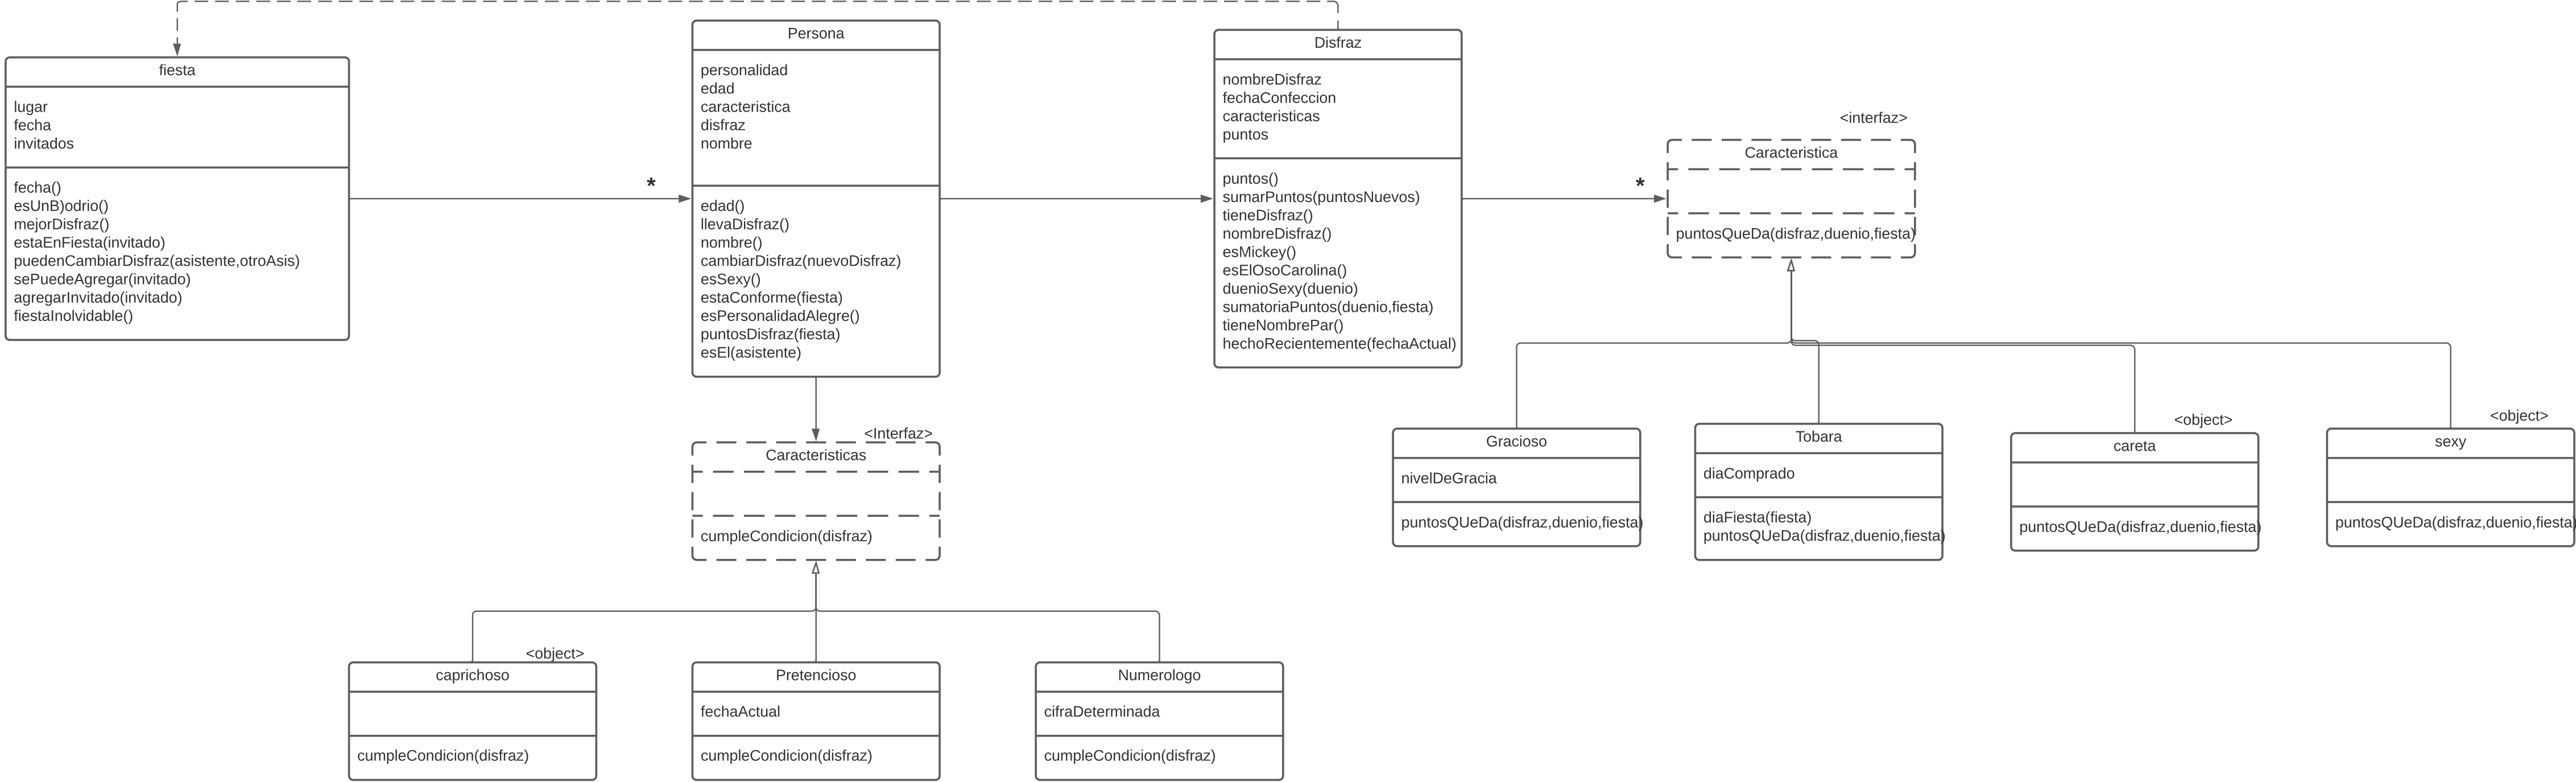 fiesta
lugar
fecha
invitados
fecha()
esUnB)odrio()
mejorDisfraz()
estaEnFiesta(invitado)
puedenCambiarDisfraz(asistente,otroAsis)
sePuedeAgregar(invitado)
agregarInvitado(invitado)
fiestaInolvidable()
*
Persona
personalidad
edad
caracteristica
disfraz
nombre
edad()
llevaDisfraz()
nombre()
cambiarDisfraz(nuevoDisfraz)
esSexy()
estaConforme(fiesta)
esPersonalidadAlegre()
puntosDisfraz(fiesta)
esEl(asistente)
Disfraz
nombreDisfraz
fechaConfeccion
caracteristicas
puntos
puntos()
sumarPuntos(puntosNuevos)
tieneDisfraz()
nombreDisfraz()
esMickey()
esElOsoCarolina()
duenioSexy(duenio)
sumatoriaPuntos(duenio,fiesta)
tieneNombrePar()
hechoRecientemente(fechaActual)
*
<interfaz>
Caracteristica
puntosQueDa(disfraz,duenio,fiesta)
<Interfaz>
Caracteristicas
cumpleCondicion(disfraz)
<object>
caprichoso
cumpleCondicion(disfraz)
Pretencioso
fechaActual
cumpleCondicion(disfraz)
Numerologo
cifraDeterminada
cumpleCondicion(disfraz)
Gracioso
nivelDeGracia
puntosQUeDa(disfraz,duenio,fiesta)
Tobara
diaComprado
diaFiesta(fiesta)
puntosQUeDa(disfraz,duenio,fiesta)
<object>
careta
puntosQUeDa(disfraz,duenio,fiesta)
<object>
sexy
puntosQUeDa(disfraz,duenio,fiesta)